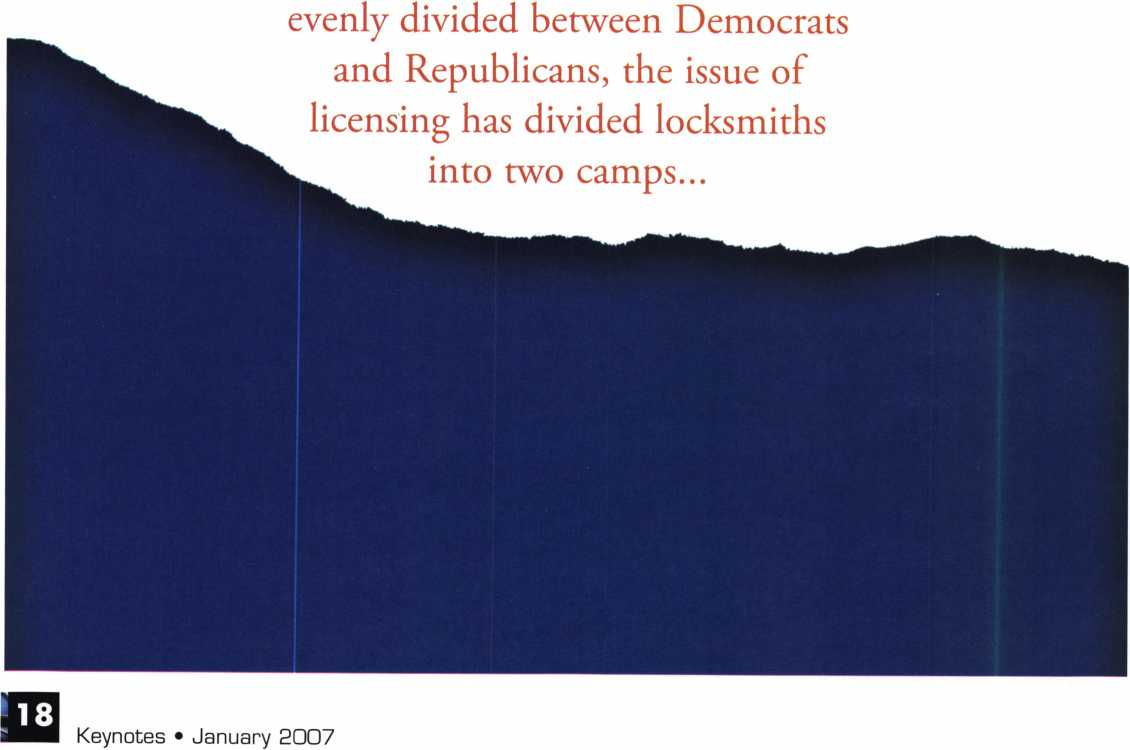 evenly divided between Democrats
and Republicans, the issue of
licensing has divided locksmiths
into two camps...
18
Keynotes • January 2007